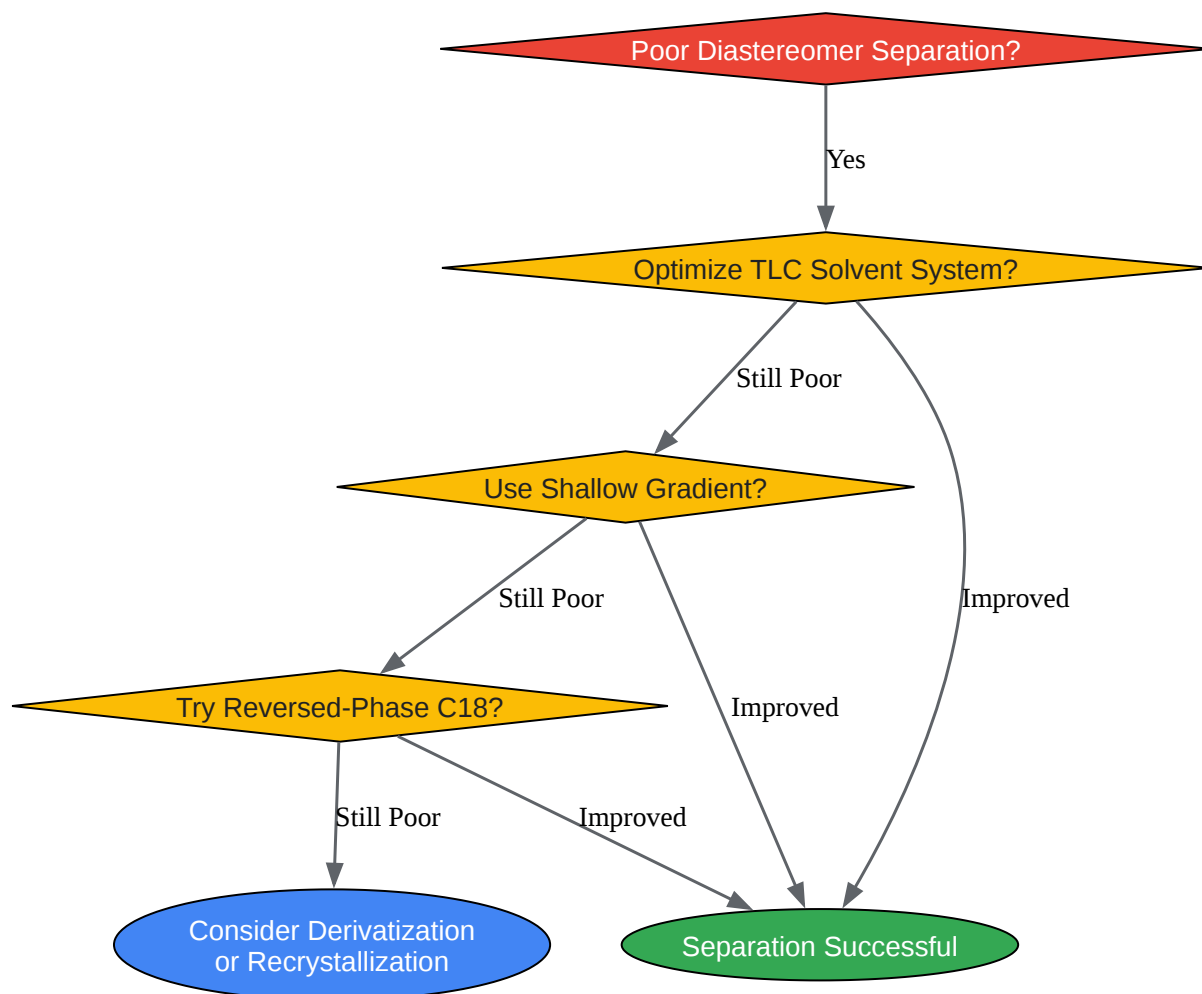 Poor Diastereomer Separation?
Yes
Optimize TLC Solvent System?
Still Poor
Use Shallow Gradient?
Still Poor
Improved
Try Reversed-Phase C18?
Improved
Still Poor
Improved
Consider Derivatization
or Recrystallization
Separation Successful